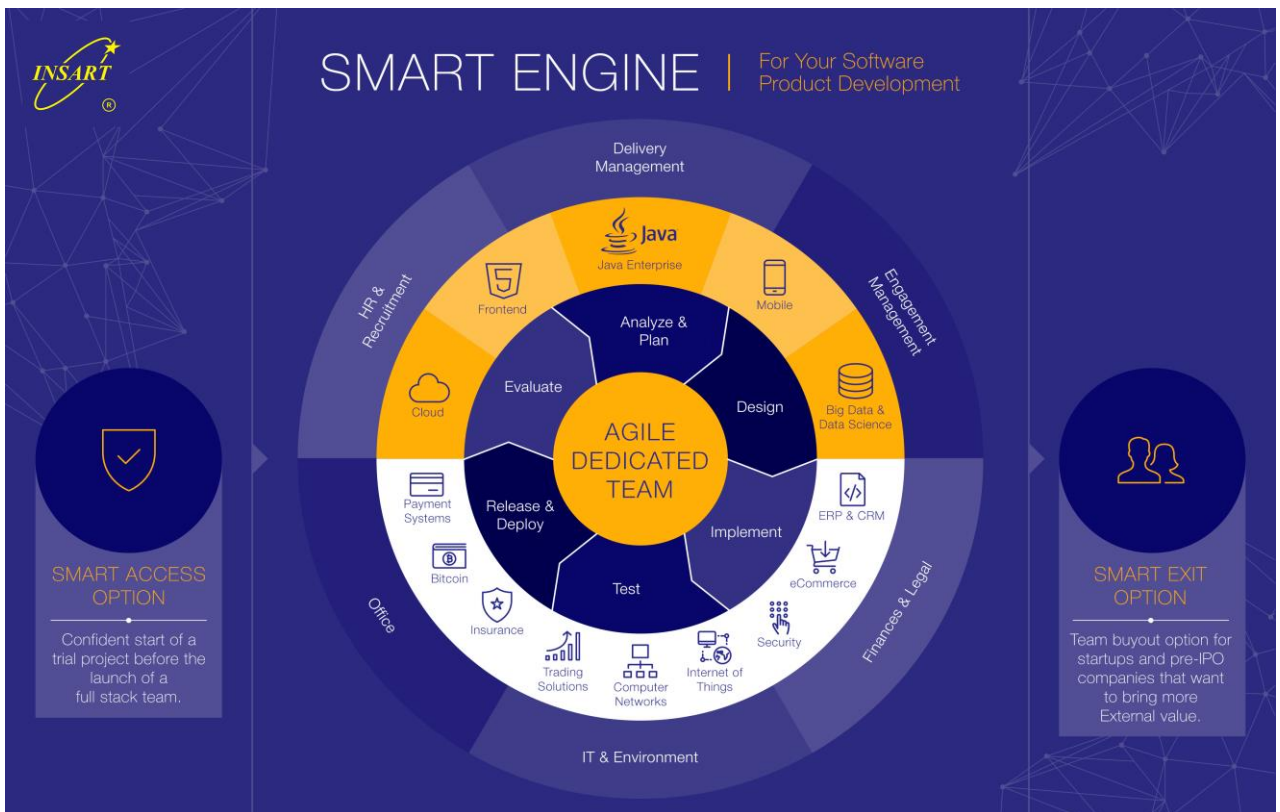 INSART
®
SMART ENGINE
For Your Software
Product Development
Delivery
Management
HR &
Recruitment
Engagement
Management
Java
Java Enterprise
Frontend
Mobile
Cloud
Big Data &
Data Science
Analyze &
Plan
Evaluate
Design
AGILE
DEDICATED
TEAM
Release &
Deploy
Implement
Test
Payment
Systems
Bitcoin
Insurance
Trading
Solutions
Computer
Networks
Internet of
Things
Security
eCommerce
ERP & CRM
Office
IT & Environment
Finances & Legal
SMART ACCESS
OPTION
Confident start of a
trial project before the
launch of a
full stack team.
SMART EXIT
OPTION
Team buyout option for
startups and pre-IPO
companies that want
to bring more
External value.